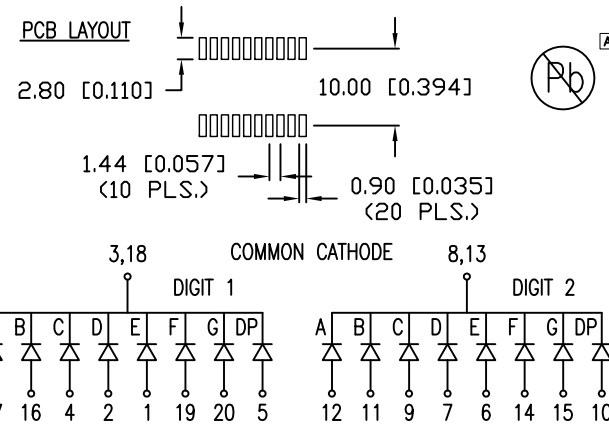 PCB LAYOUT
2.80 [0.110]
10.00 [0.394]
Pb
A
1.44 [0.057]
(10 PLS.)
0.90 [0.035]
(20 PLS.)
3,18
COMMON CATHODE
8,13
DIGIT 1
DIGIT 2
B C D E F G DP
A B C D E F G DP
7 16 4 2 1 19 20 5
12 11 9 7 6 14 15 10